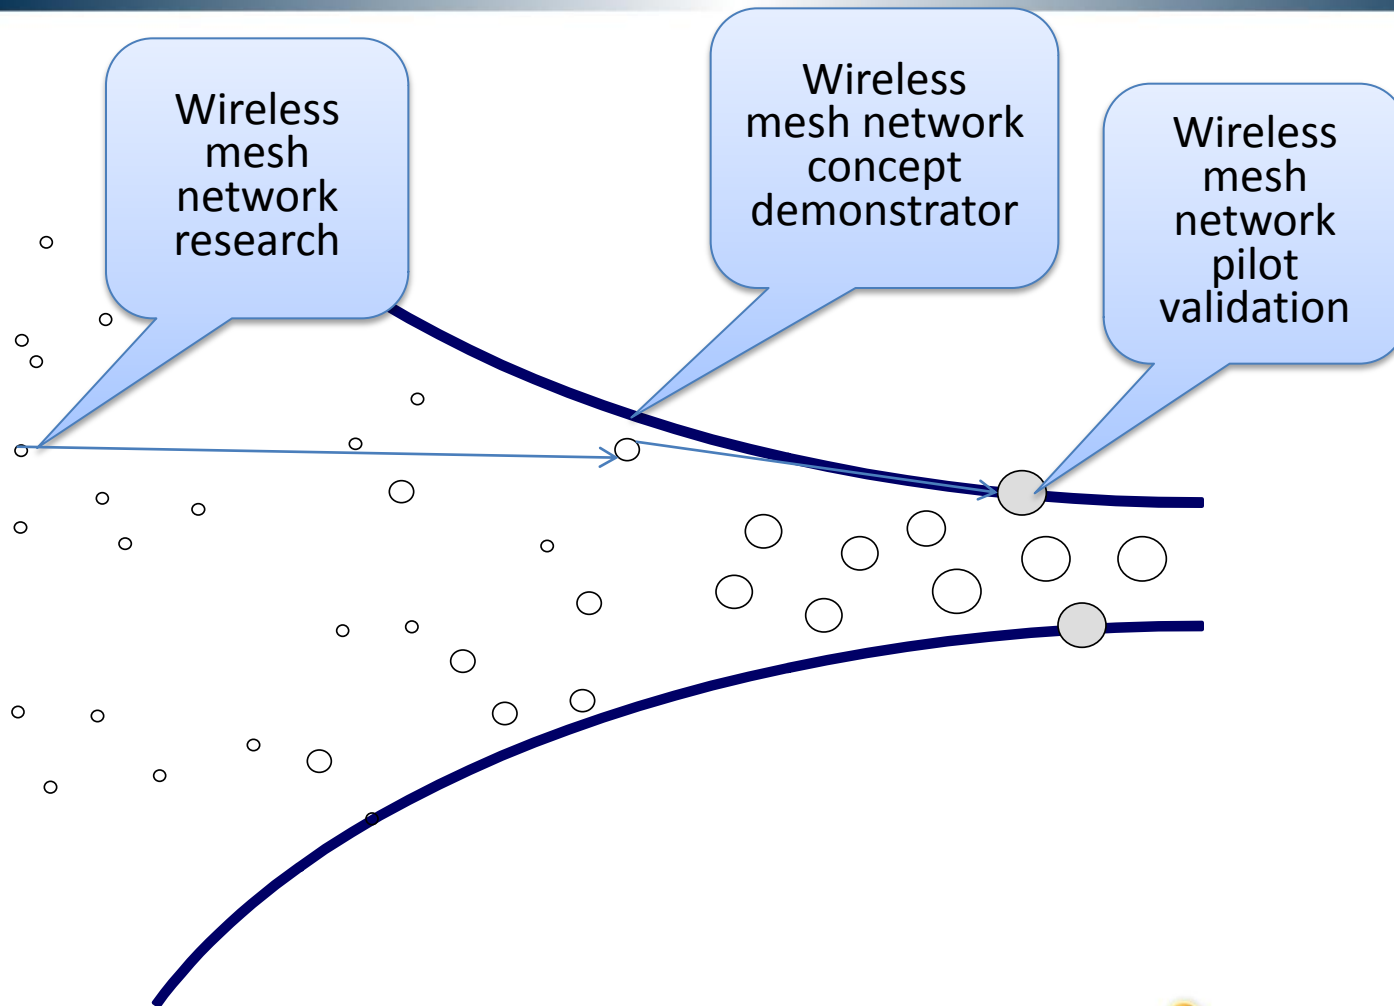 Wireless
mesh
network
research
Wireless
mesh network
concept
demonstrator
Wireless
mesh
network
pilot
validation